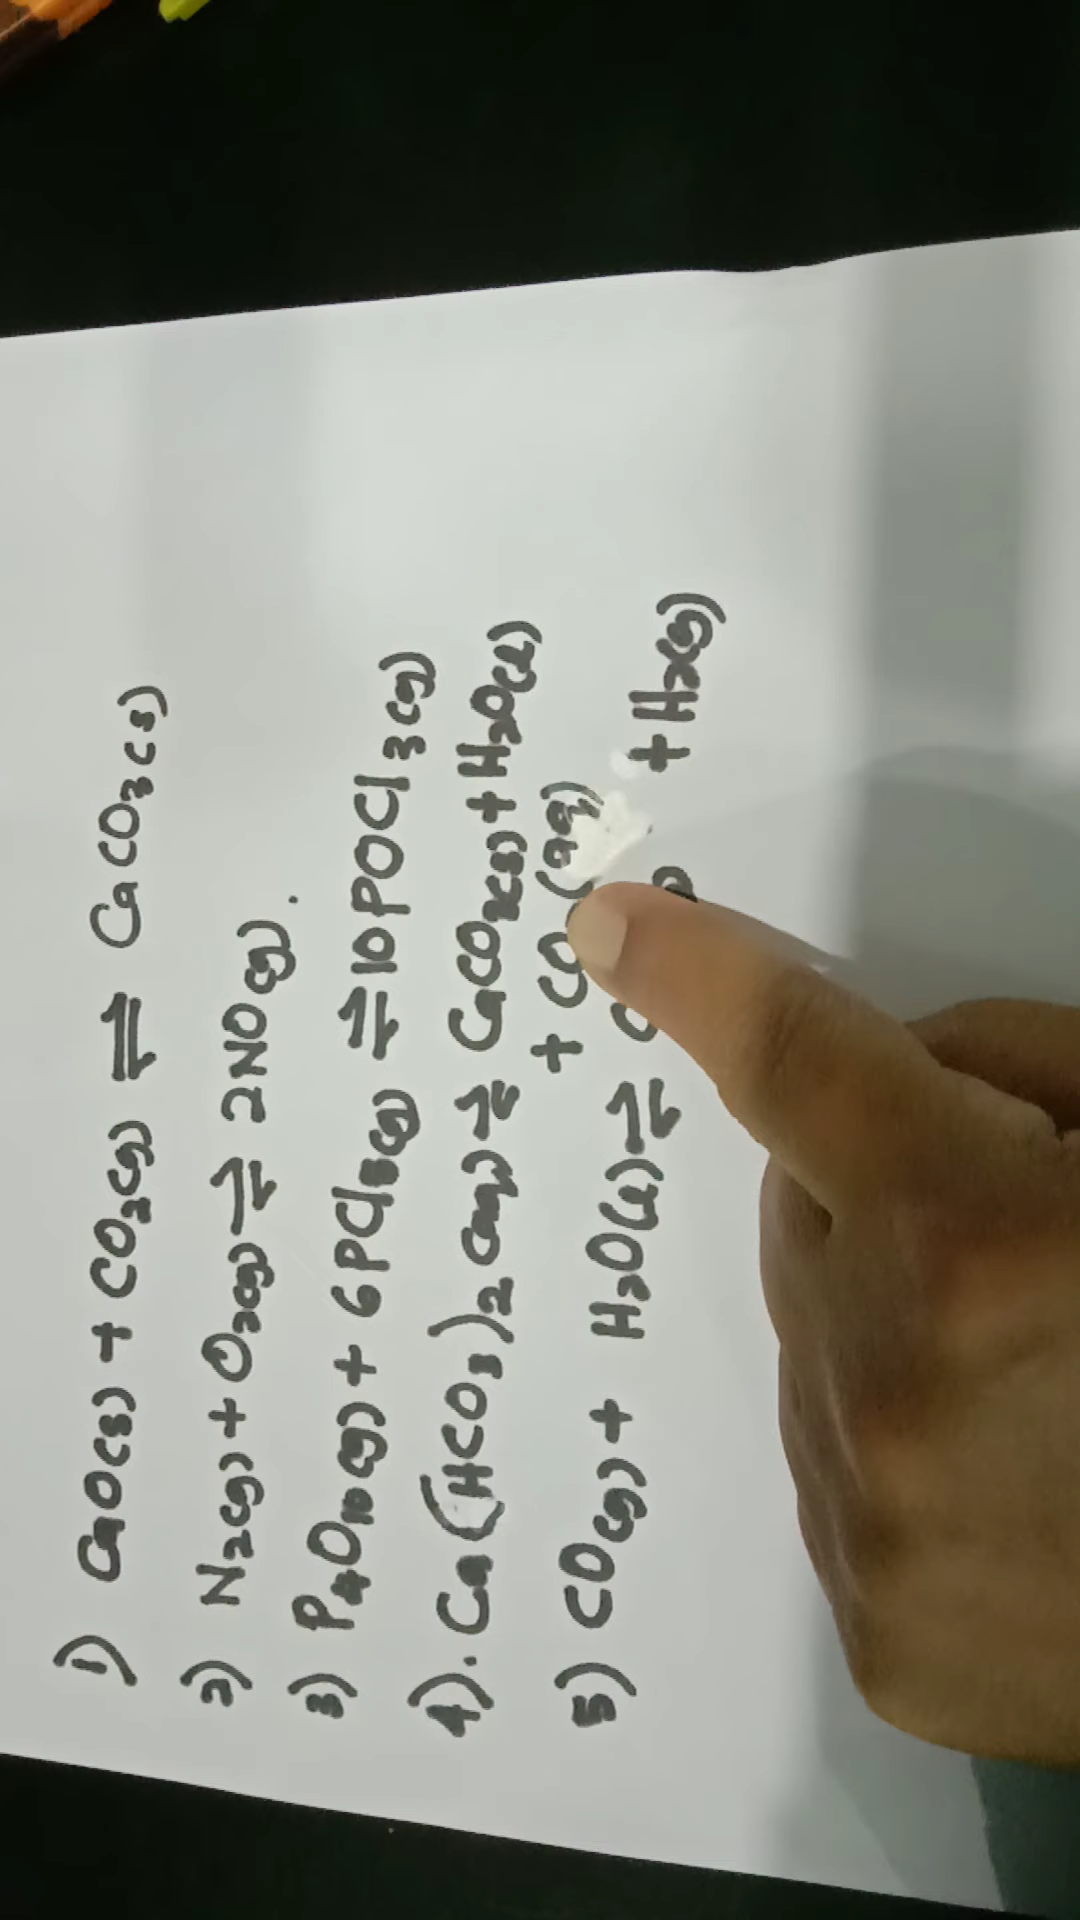 1) CaO(s) + CO₂(g) ⇌ CaCO₃(s)
2) N₂(g) + O₂(g) ⇌ 2NO(g).
3) P₄O₁₀(g) + 6PCl₅(g) ⇌ 10POCl₃(g)
4). Ca(HCO₃)₂(aq) ⇌ CaCO₃(s) + H₂O(l)
+ CO (aq)
5) CO(g) + H₂O(l) ⇌ + H₂(g)